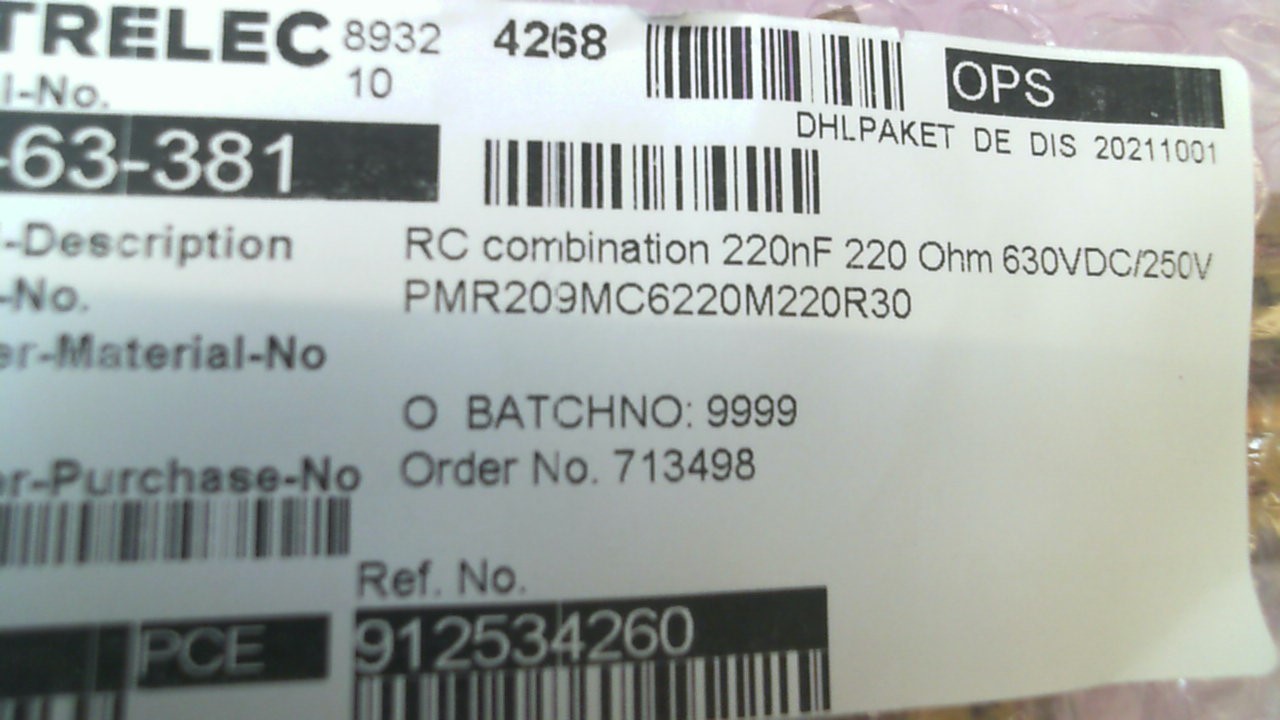 TRELEC 8932 4268 OPS
l-No. 10
DHLPAKET DE DIS 20211001
-63-381
-Description RC combination 220nF 220 Ohm 630VDC/250V
-No. PMR209MC6220M220R30
er-Material-No
O BATCHNO: 9999
er-Purchase-No Order No. 713498
Ref. No.
PCE 912534260